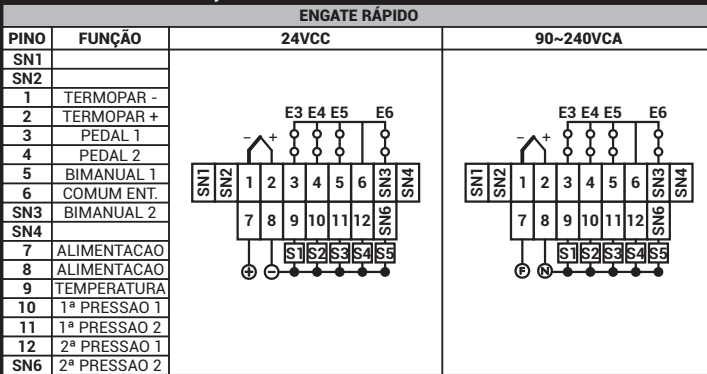 ENGATE RÁPIDO
PINO FUNÇÃO 24VCC 90~240VCA
SN1
SN2
1 TERMOPAR -
2 TERMOPAR +
3 PEDAL 1
4 PEDAL 2
5 BIMANUAL 1
6 COMUM ENT.
SN3 BIMANUAL 2
SN4
7 ALIMENTACAO
8 ALIMENTACAO
9 TEMPERATURA
10 1ª PRESSAO 1
11 1ª PRESSAO 2
12 2ª PRESSAO 1
SN6 2ª PRESSAO 2
E3 E4 E5 E6
- +
SN1 SN2 1 2 3 4 5 6 SN3 SN4
7 8 9 10 11 12 SN6
S1 S2 S3 S4 S5
+ -
E3 E4 E5 E6
- +
SN1 SN2 1 2 3 4 5 6 SN3 SN4
7 8 9 10 11 12 SN6
S1 S2 S3 S4 S5
F N